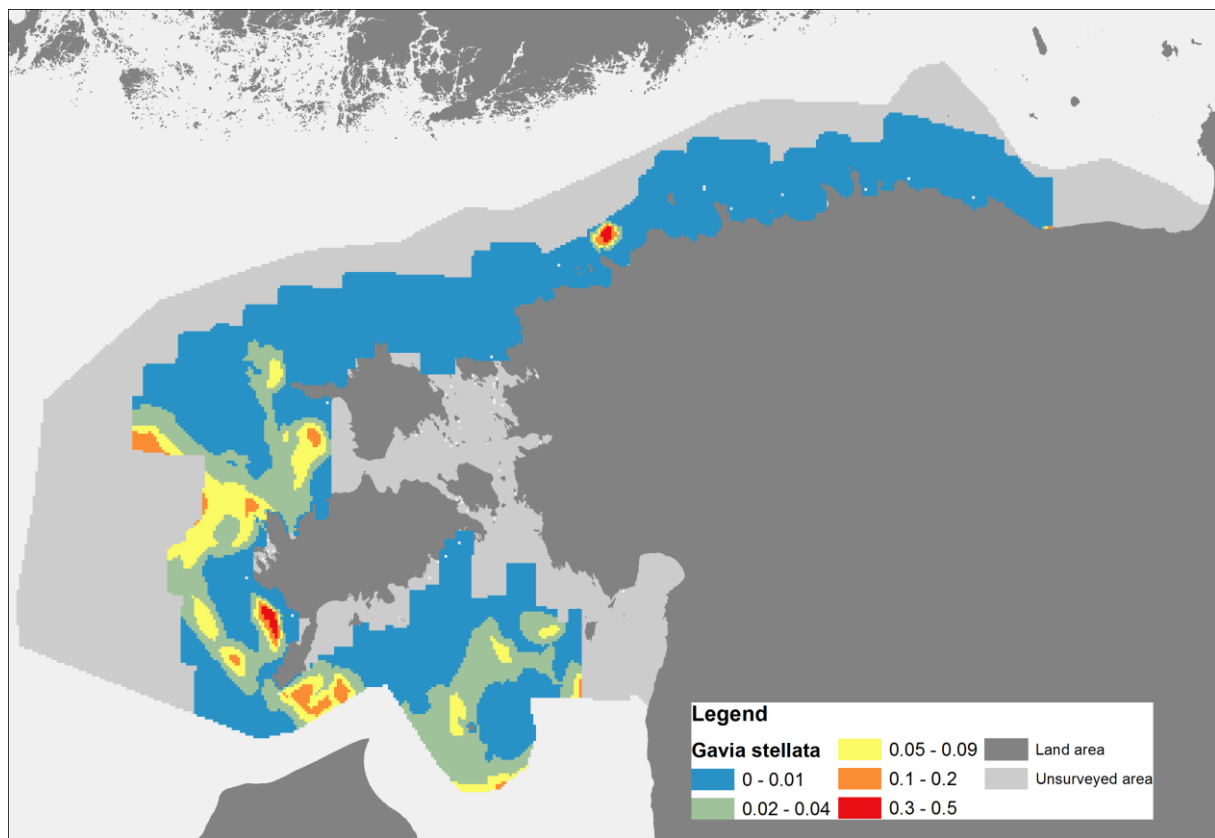 Legend
Gavia stellata
0 - 0.01
0.02 - 0.04
0.05 - 0.09
0.1 - 0.2
0.3 - 0.5
Land area
Unsurveyed area